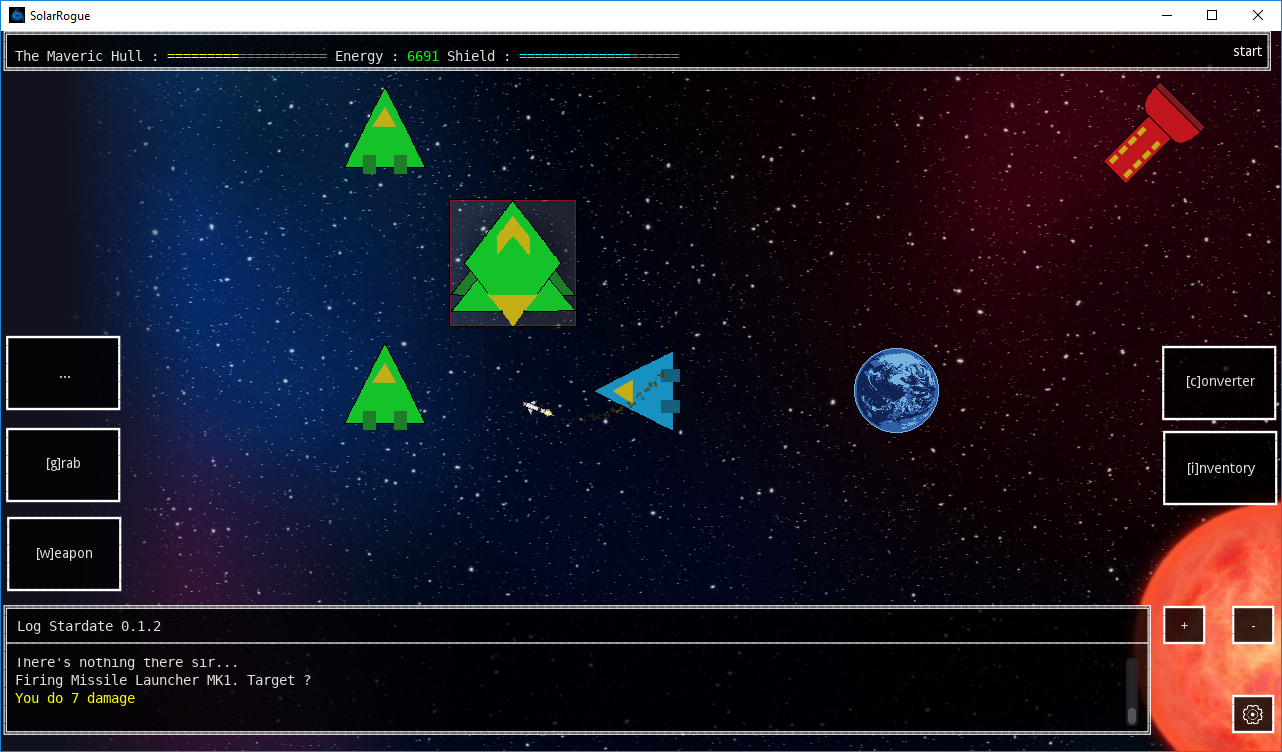 SolarRogue
The Maveric Hull : ==================== Energy : 6691 Shield : ====================
start
...
[g]rab
[w]eapon
[c]onverter
[i]nventory
Log Stardate 0.1.2
There's nothing there sir...
Firing Missile Launcher MK1. Target ?
You do 7 damage
+
-